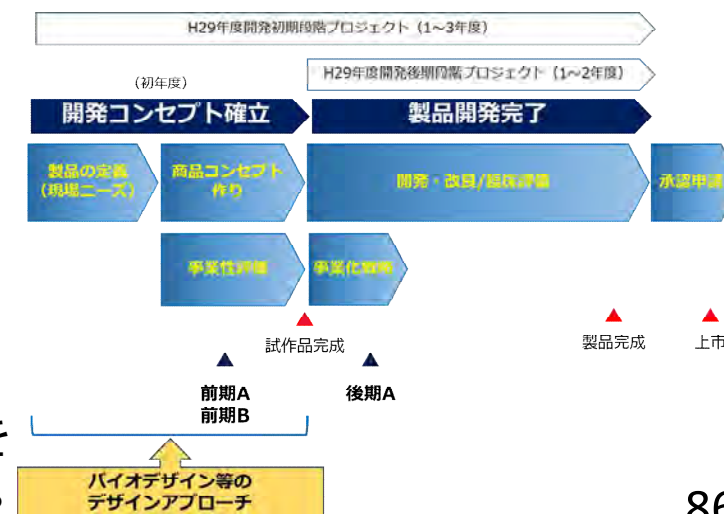 H29年度開発初期段階プロジェクト（1～3年度）
H29年度開発後期段階プロジェクト（1～2年度）
（初年度）
開発コンセプト確立
製品開発完了
製品の定義
（現場ニーズ）
商品コンセプト
作り
開発・改良/臨床評価
承認申請
事業性評価
事業化戦略
試作品完成
製品完成
上市
前期A
前期B
後期A
を
バイオデザイン等の
デザインアプローチ
86